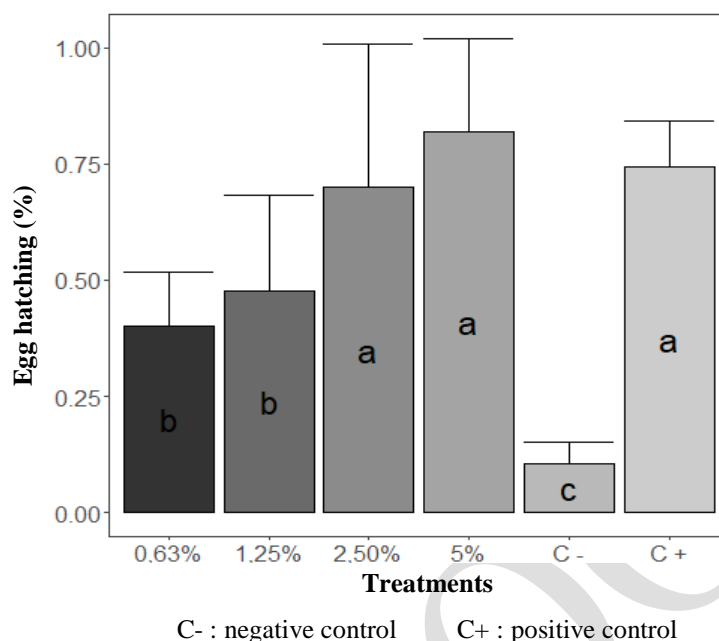 1.00
0.75
0.50
0.25
0.00
Egg hatching (%)
b
b
a
a
c
a
0.63% 1.25% 2.50% 5% C - C +
Treatments
C- : negative control C+ : positive control